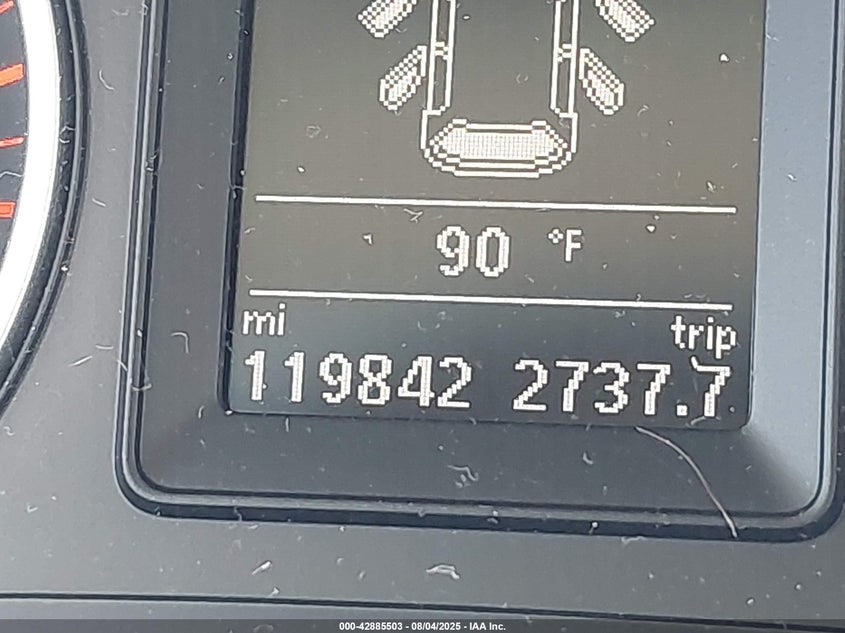 90 °F
mi trip
119842 2737.7
000-42885503 - 08/04/2025 - IAA Inc.